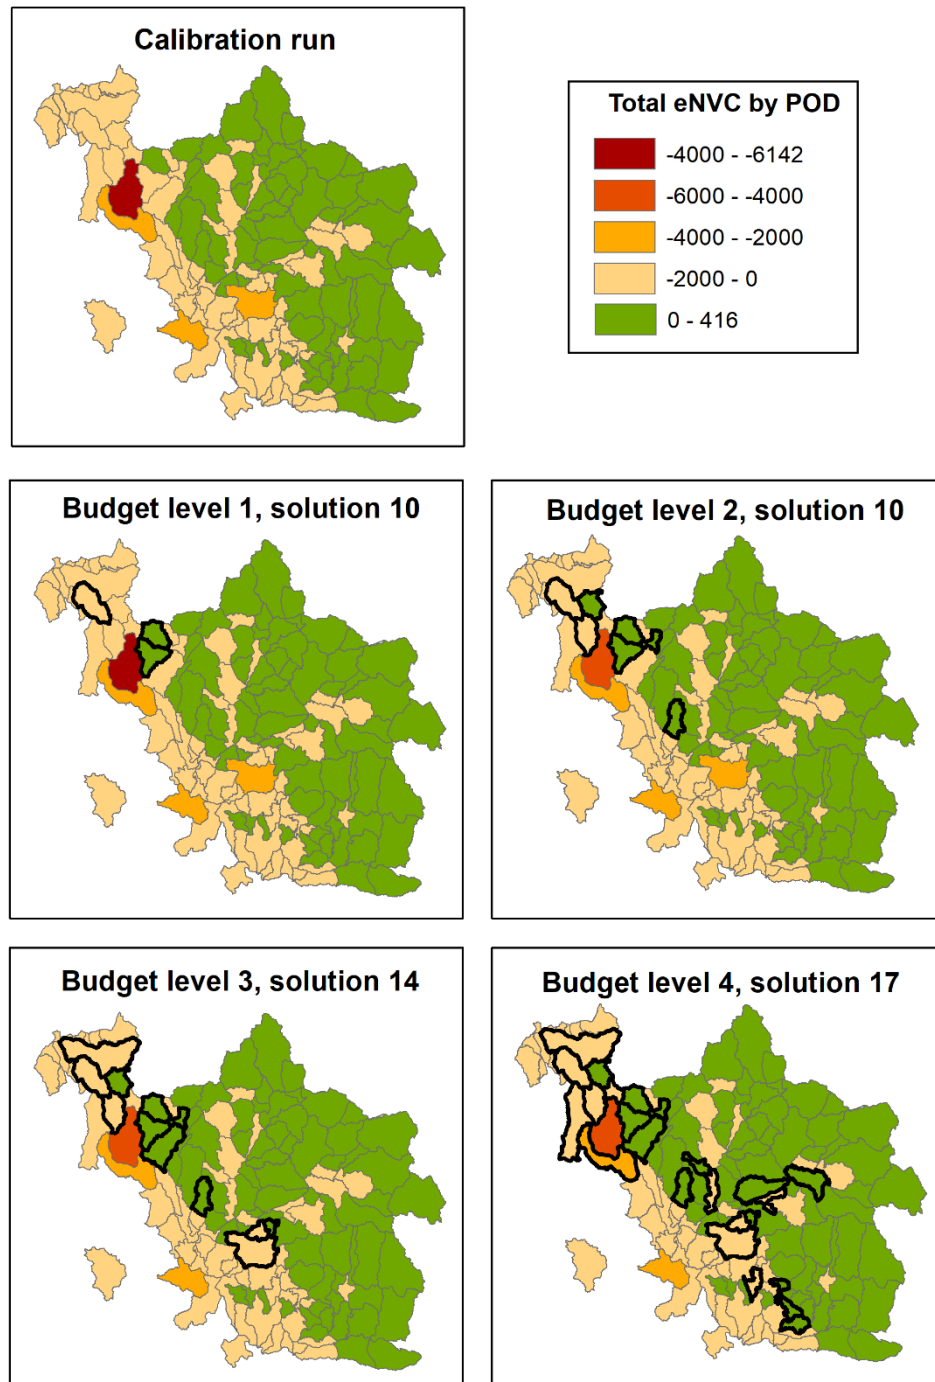 Calibration run
Total eNVC by POD
-4000 - -6142
-6000 - -4000
-4000 - -2000
-2000 - 0
0 - 416
Budget level 1, solution 10
Budget level 2, solution 10
Budget level 3, solution 14
Budget level 4, solution 17